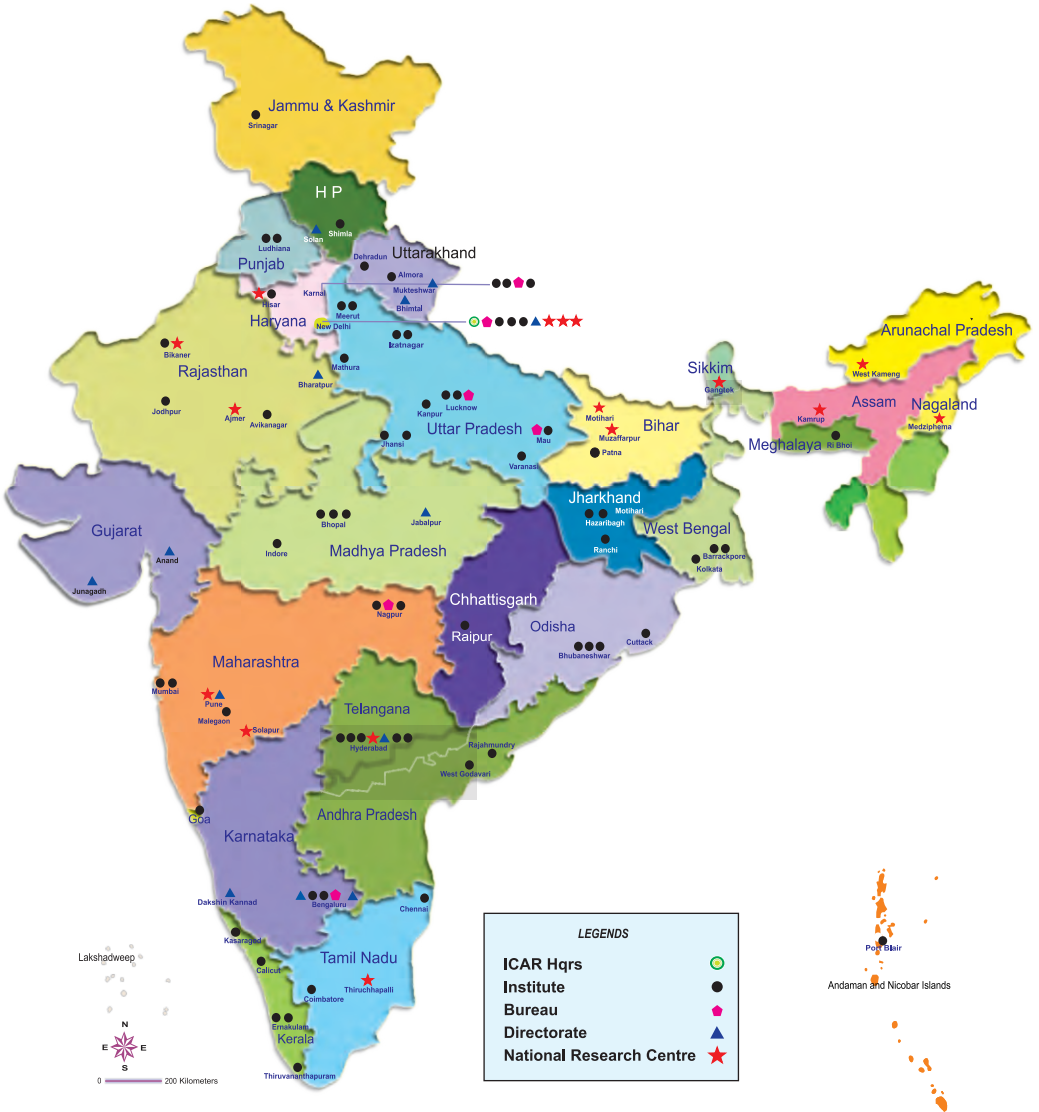 Jammu & Kashmir
Srinagar
H P
Solan
Shimla
Ludhiana
Punjab
Dehradun
Uttarakhand
Almora
Mukteshwar
Bhimtal
Hisar
Karnal
Haryana
Meerut
New Delhi
Izatnagar
Bikaner
Rajasthan
Mathura
Bharatpur
Jodhpur
Ajmer
Avikanagar
Kanpur
Lucknow
Uttar Pradesh
Jhansi
Mau
Varanasi
Motihari
Muzaffarpur
Bihar
Patna
Sikkim
Gangtek
Arunachal Pradesh
West Kameng
Assam
Kamrup
Nagaland
Medziphema
Meghalaya
Ri Bhoi
Jharkhand
Motihari
Hazaribagh
Ranchi
West Bengal
Barrackpore
Kolkata
Gujarat
Anand
Junagadh
Bhopal
Jabalpur
Indore
Madhya Pradesh
Chhattisgarh
Raipur
Odisha
Cuttack
Bhubaneshwar
Nagpur
Maharashtra
Mumbai
Pune
Malegaon
Solapur
Telangana
Hyderabad
Rajahmundry
West Godavari
Andhra Pradesh
Goa
Karnataka
Dakshin Kannad
Bengaluru
Chennai
Kasaragod
Calicut
Tamil Nadu
Thiruchhapalli
Coimbatore
Ernakulam
Kerala
Thiruvananthapuram
Lakshadweep
N
E E
S
0 200 Kilometers
LEGENDS
ICAR Hqrs
Institute
Bureau
Directorate
National Research Centre
Port Blair
Andaman and Nicobar Islands